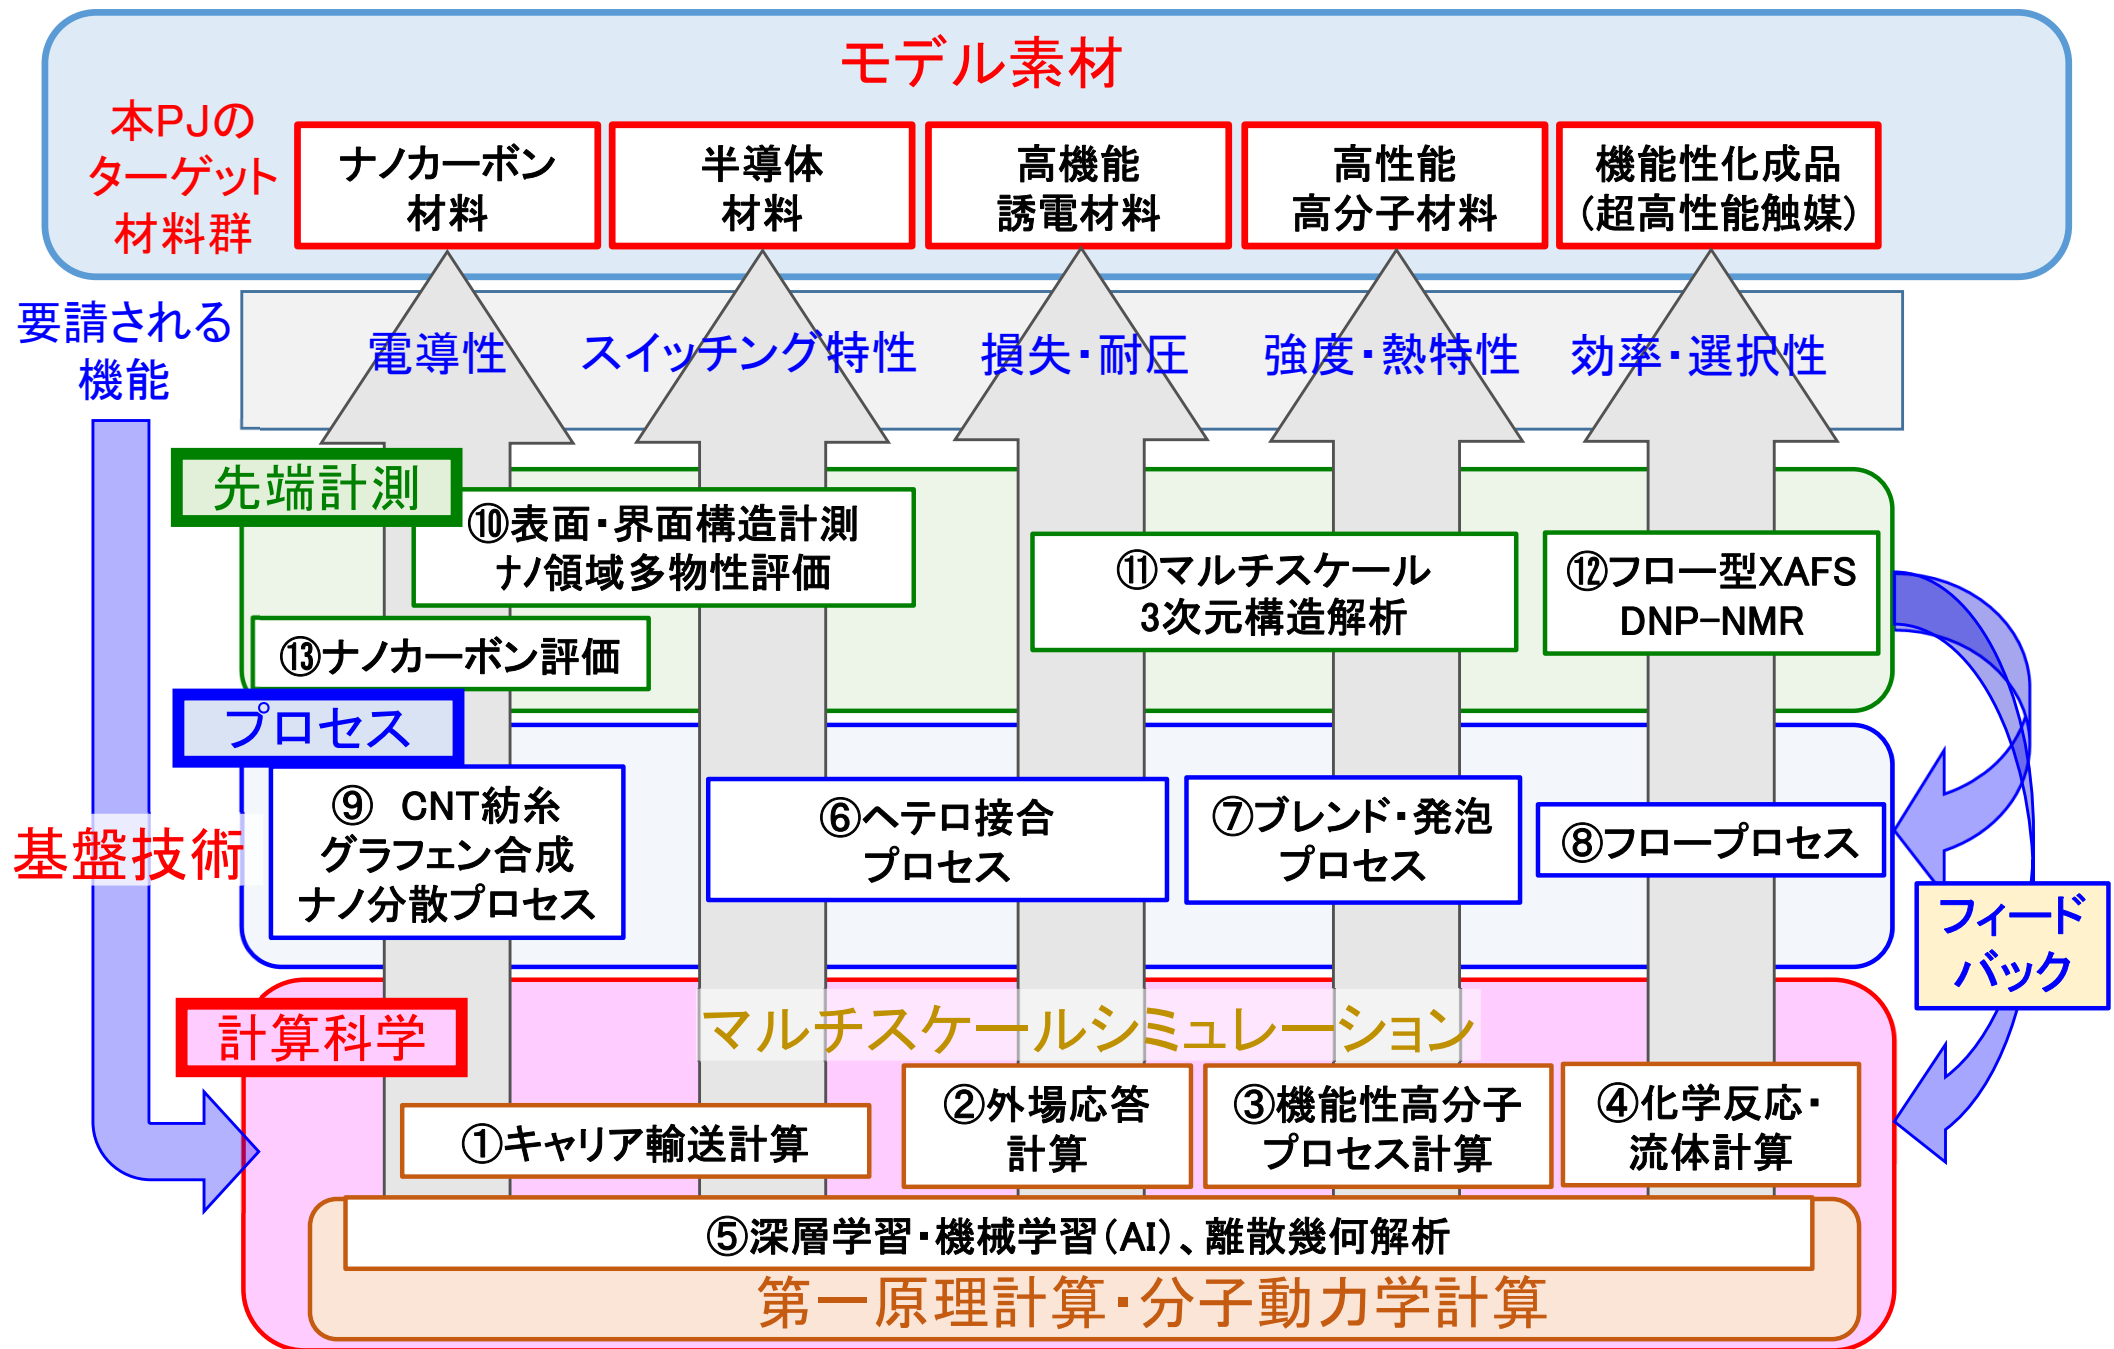 モデル素材
本PJの
ターゲット
材料群
ナノカーボン
材料
半導体
材料
高機能
誘電材料
高性能
高分子材料
機能性化成品
(超高性能触媒)
要請される
機能
電導性
スイッチング特性
損失・耐圧
強度・熱特性
効率・選択性
先端計測
⑩表面・界面構造計測
ナノ領域多物性評価
⑪マルチスケール
3次元構造解析
⑫フロー型XAFS
DNP-NMR
⑬ナノカーボン評価
プロセス
⑨ CNT紡糸
グラフェン合成
ナノ分散プロセス
⑥ヘテロ接合
プロセス
⑦ブレンド・発泡
プロセス
⑧フロープロセス
基盤技術
フィード
バック
計算科学
マルチスケールシミュレーション
①キャリア輸送計算
②外場応答
計算
③機能性高分子
プロセス計算
④化学反応・
流体計算
⑤深層学習・機械学習(AI)、離散幾何解析
第一原理計算・分子動力学計算